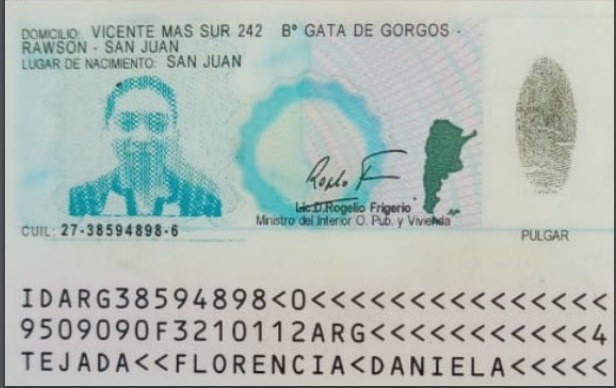 DOMICILIO: VICENTE MAS SUR 242 Bº GATA DE GORGOS -
RAWSON - SAN JUAN
LUGAR DE NACIMIENTO: SAN JUAN
Lic.D.Rogelio Frigerio
Ministro del Interior O. Pub. y Vivienda
CUIL: 27-38594898-6
PULGAR
IDARG38594898<0<<<<<<<<<<<<<<<
9509090F3210112ARG<<<<<<<<<<<4
TEJADA<<FLORENCIA<DANIELA<<<<<